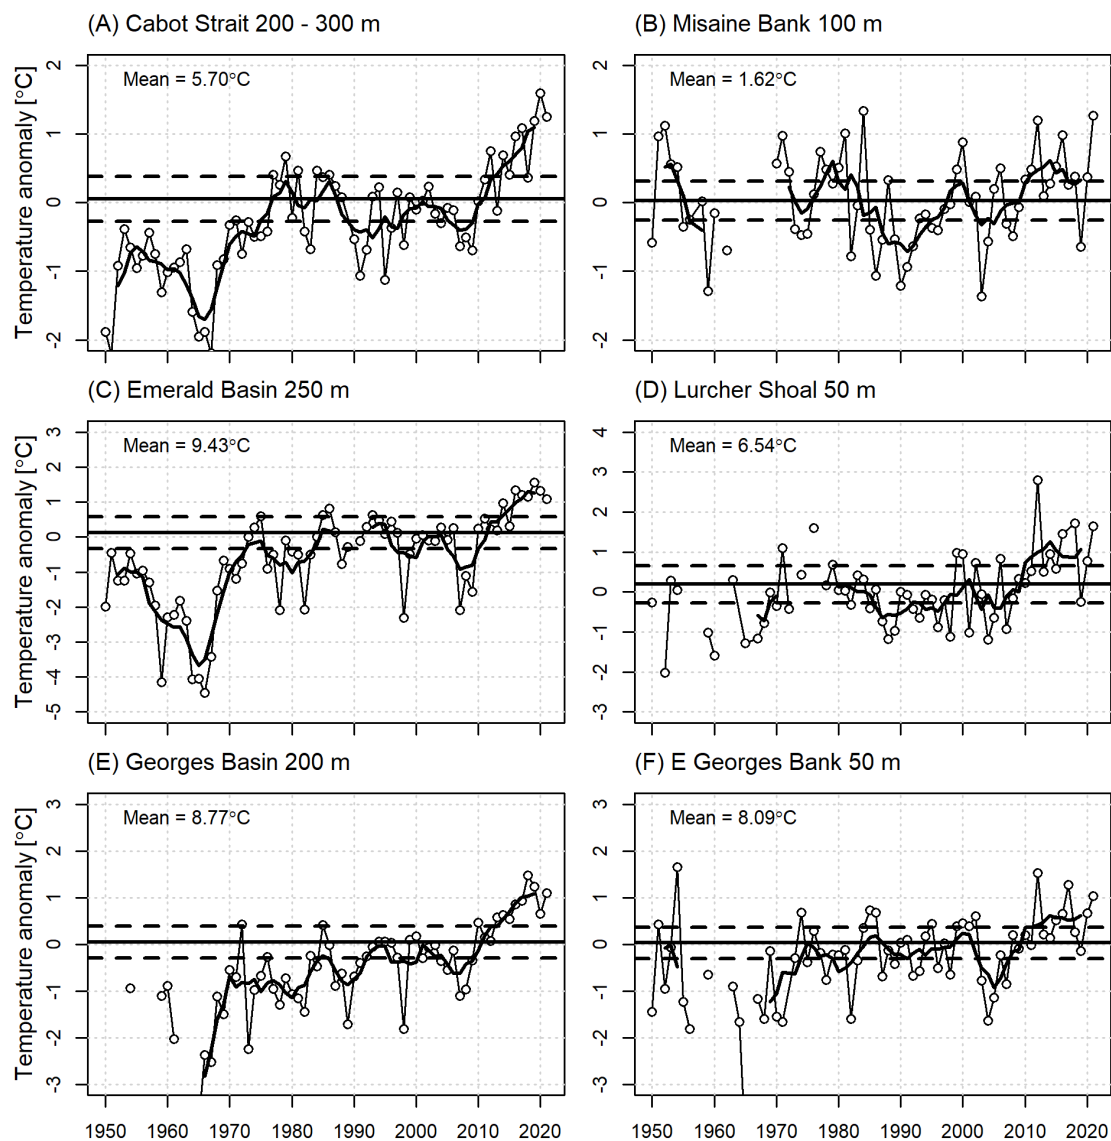 (A) Cabot Strait 200 - 300 m
(B) Misaine Bank 100 m
Temperature anomaly [°C]
Mean = 5.70°C
Mean = 1.62°C
2
1
0
-1
-2
2
1
0
-1
-2
(C) Emerald Basin 250 m
(D) Lurcher Shoal 50 m
Temperature anomaly [°C]
Mean = 9.43°C
Mean = 6.54°C
3
2
1
0
-1
-2
-3
-4
-5
4
3
2
1
0
-1
-2
-3
(E) Georges Basin 200 m
(F) E Georges Bank 50 m
Temperature anomaly [°C]
Mean = 8.77°C
Mean = 8.09°C
3
2
1
0
-1
-2
-3
3
2
1
0
-1
-2
-3
1950 1960 1970 1980 1990 2000 2010 2020
1950 1960 1970 1980 1990 2000 2010 2020